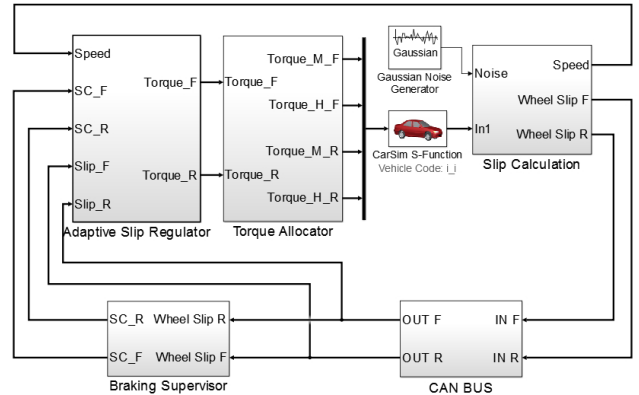 Speed
SC_F
SC_R
Slip_F
Slip_R
Torque_F
Torque_R
Adaptive Slip Regulator
Torque_F
Torque_R
Torque_M_F
Torque_H_F
Torque_M_R
Torque_H_R
Torque Allocator
Gaussian
Gaussian Noise
Generator
CarSim S-Function
Vehicle Code: i_i
Noise
In1
Speed
Wheel Slip F
Wheel Slip R
Slip Calculation
SC_R Wheel Slip R
SC_F Wheel Slip F
Braking Supervisor
OUT F IN F
OUT R IN R
CAN BUS